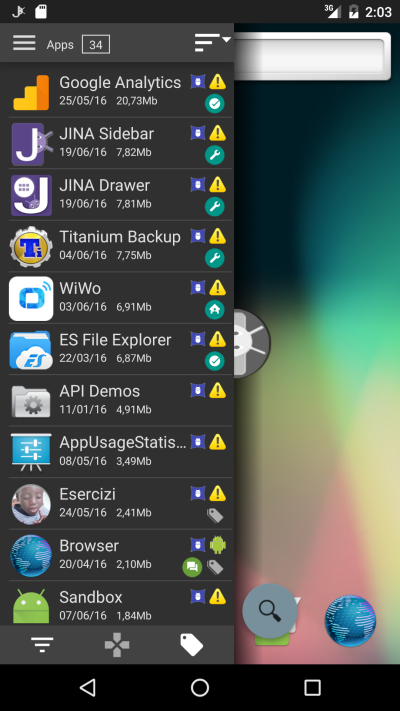 3G
2:03
Apps 34
Google Analytics
25/05/16 20,73Mb
JINA Sidebar
19/06/16 7,82Mb
JINA Drawer
19/06/16 7,81Mb
Titanium Backup
04/06/16 7,75Mb
WiWo
03/06/16 6,91Mb
ES File Explorer
22/03/16 6,87Mb
API Demos
11/01/16 4,91Mb
AppUsageStatis...
08/05/16 3,49Mb
Esercizi
24/05/16 2,41Mb
Browser
20/04/16 2,10Mb
Sandbox
07/06/16 1,84Mb